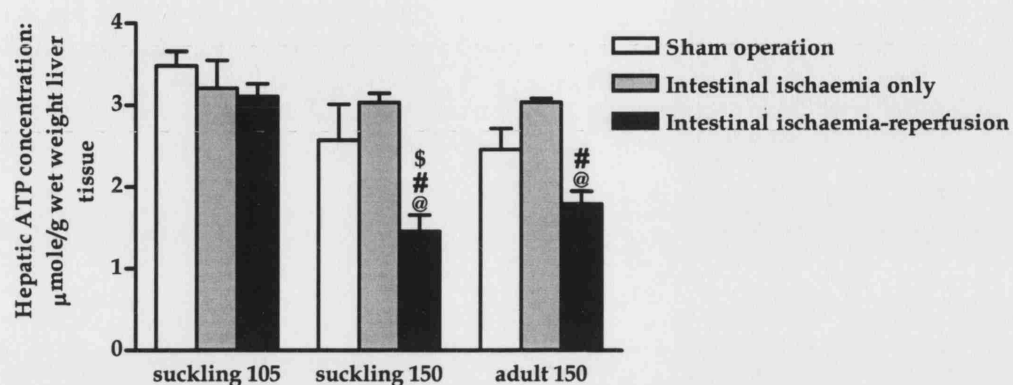 Hepatic ATP concentration:
µmole/g wet weight liver
tissue
4
3
2
1
0
$
#
@
#
@
suckling 105
suckling 150
adult 150
Sham operation
Intestinal ischaemia only
Intestinal ischaemia-reperfusion